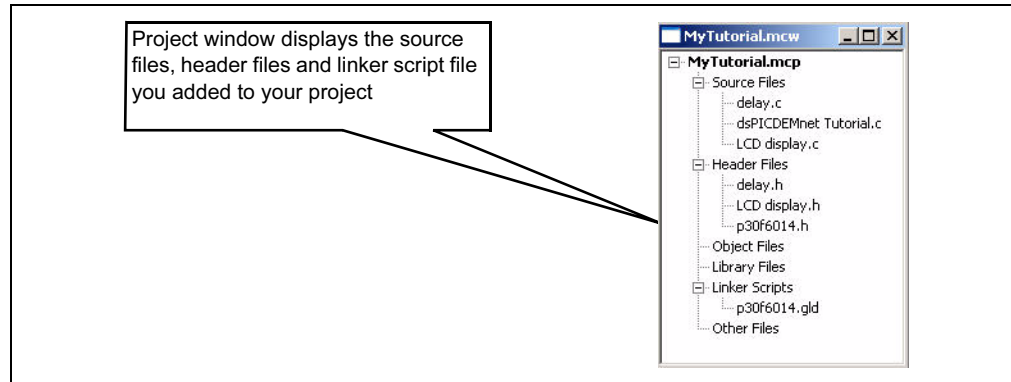 Project window displays the source
files, header files and linker script file
you added to your project
MyTutorial.mcw
MyTutorial.mcp
Source Files
delay.c
dsPICDEMnet Tutorial.c
LCD display.c
Header Files
delay.h
LCD display.h
p30f6014.h
Object Files
Library Files
Linker Scripts
p30f6014.gld
Other Files